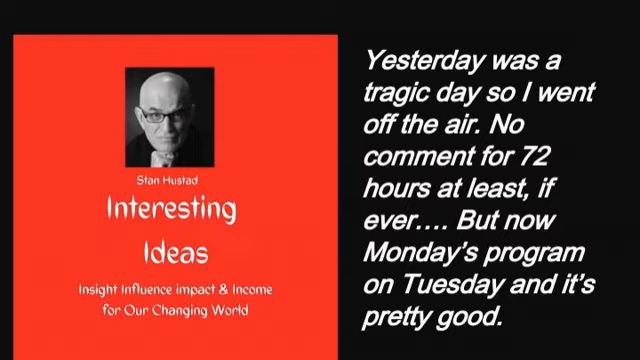 Stan Hustad
Interesting
Ideas
Insight Influence impact & Income
for Our Changing World
Yesterday was a
tragic day so I went
off the air. No
comment for 72
hours at least, if
ever.... But now
Monday's program
on Tuesday and it's
pretty good.